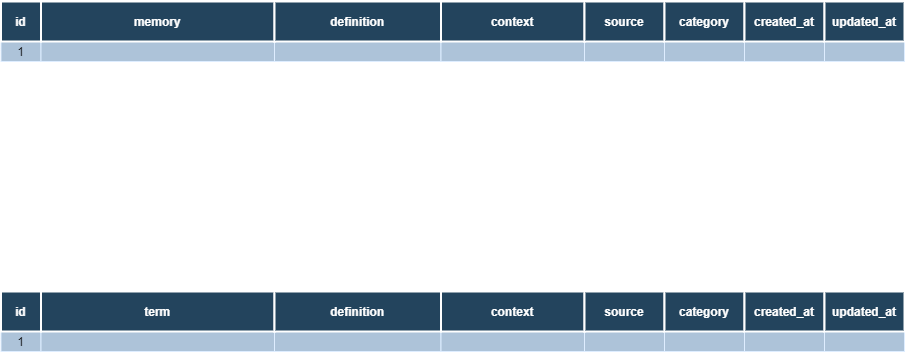 id memory definition context source category created_at updated_at
1
id term definition context source category created_at updated_at
1